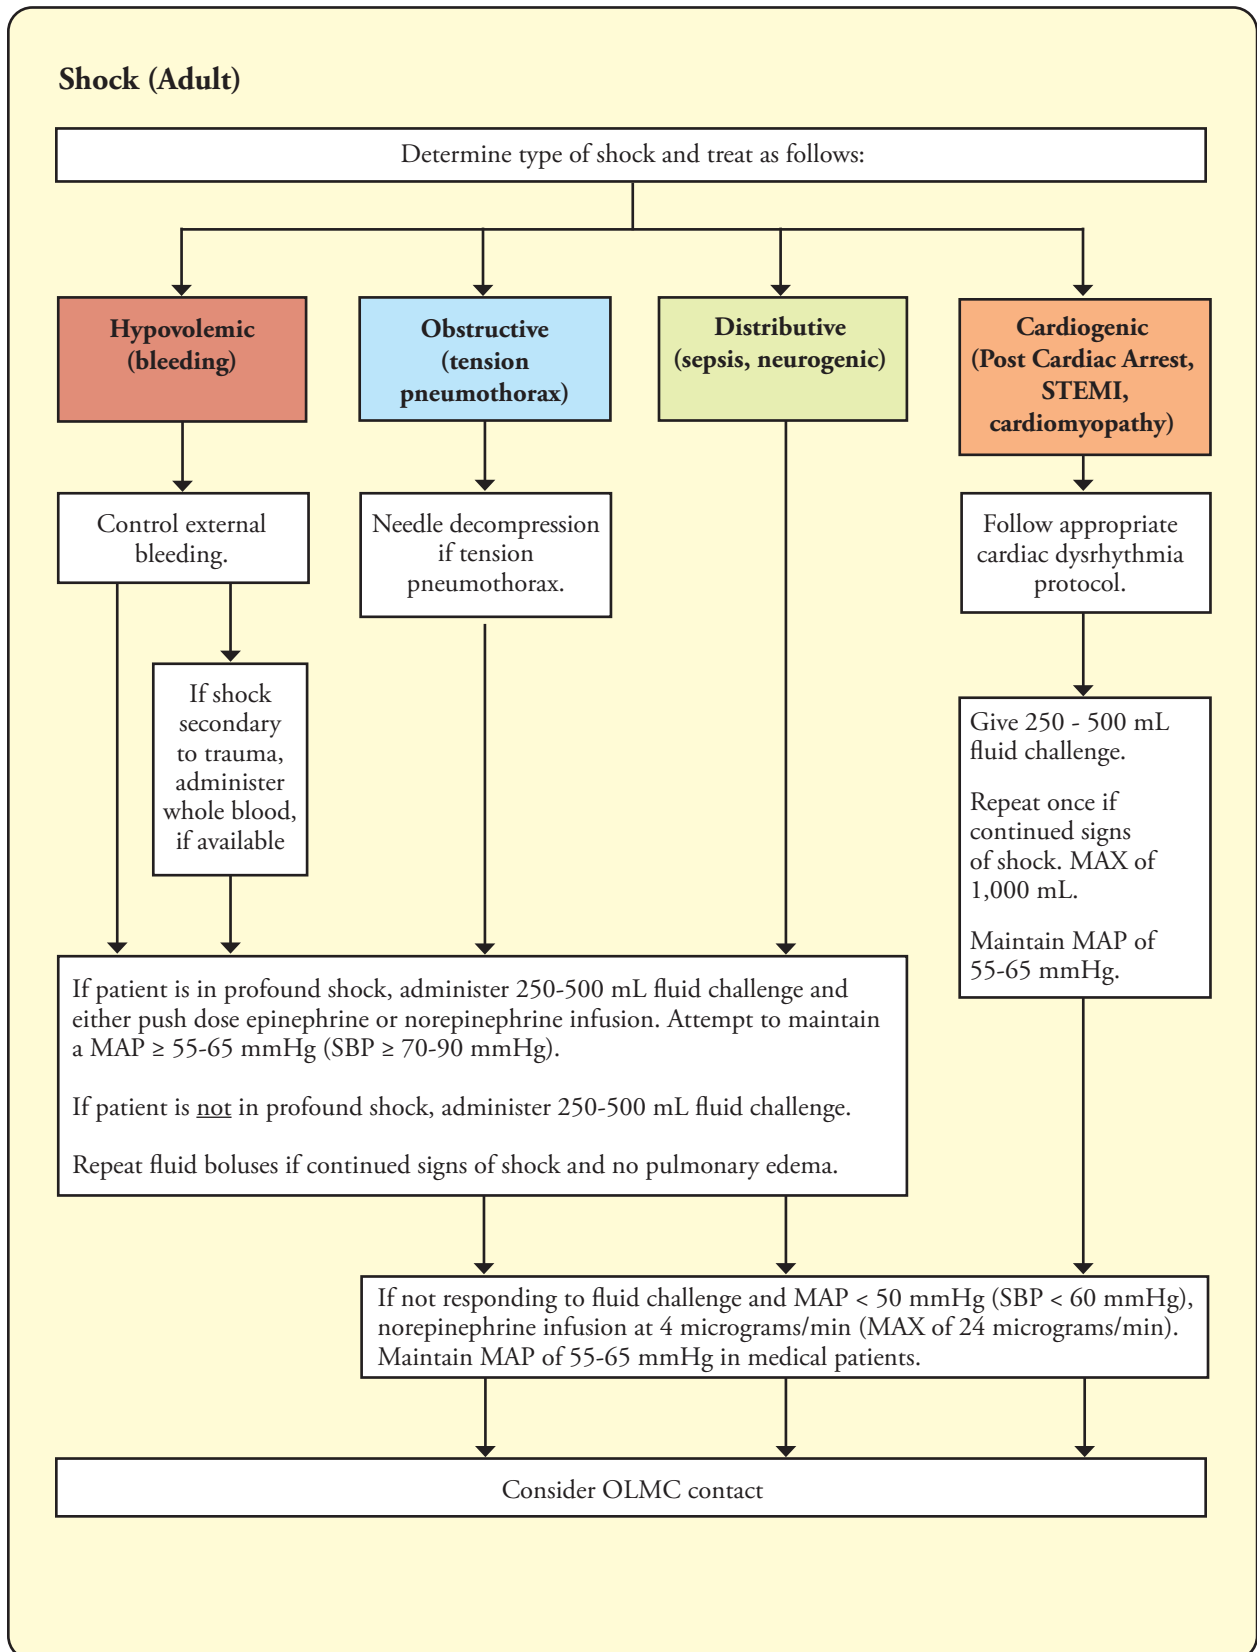 Shock (Adult)
Determine type of shock and treat as follows:
Hypovolemic
(bleeding)
Obstructive
(tension
pneumothorax)
Distributive
(sepsis, neurogenic)
Cardiogenic
(Post Cardiac Arrest,
STEMI,
cardiomyopathy)
Control external
bleeding.
Needle decompression
if tension
pneumothorax.
Follow appropriate
cardiac dysrhythmia
protocol.
If shock
secondary
to trauma,
administer
whole blood,
if available
Give 250 - 500 mL
fluid challenge.
Repeat once if
continued signs
of shock. MAX of
1,000 mL.
Maintain MAP of
55-65 mmHg.
If patient is in profound shock, administer 250-500 mL fluid challenge and
either push dose epinephrine or norepinephrine infusion. Attempt to maintain
a MAP ≥ 55-65 mmHg (SBP ≥ 70-90 mmHg).
If patient is not in profound shock, administer 250-500 mL fluid challenge.
Repeat fluid boluses if continued signs of shock and no pulmonary edema.
If not responding to fluid challenge and MAP < 50 mmHg (SBP < 60 mmHg),
norepinephrine infusion at 4 micrograms/min (MAX of 24 micrograms/min).
Maintain MAP of 55-65 mmHg in medical patients.
Consider OLMC contact